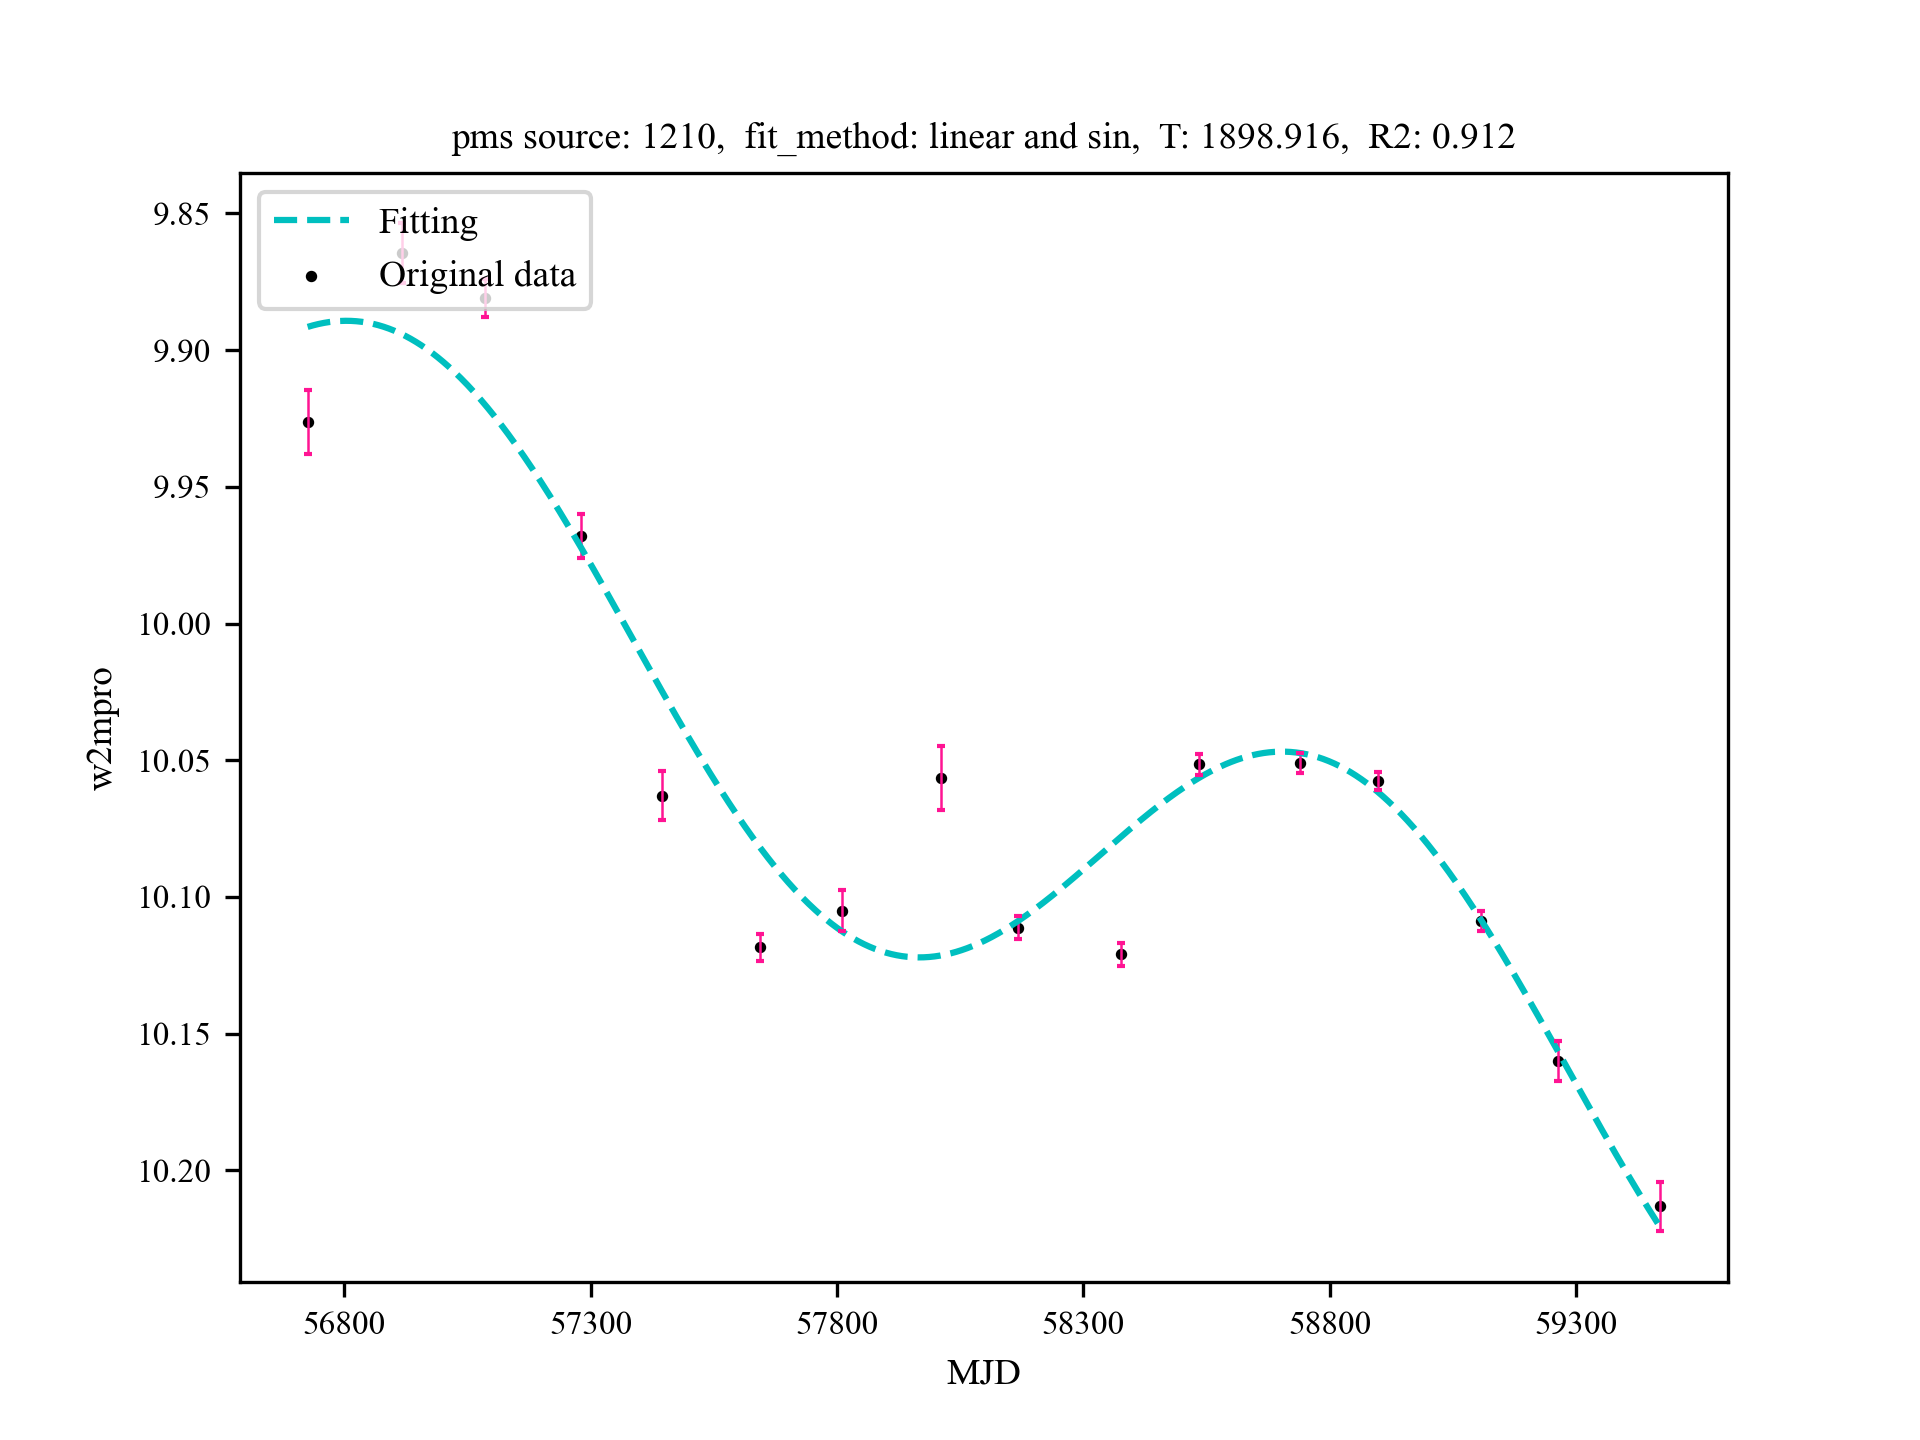 pms source: 1210, fit_method: linear and sin, T: 1898.916, R2: 0.912
Fitting
Original data
9.85
9.90
9.95
10.00
10.05
10.10
10.15
10.20
w2mpro
56800 57300 57800 58300 58800 59300
MJD